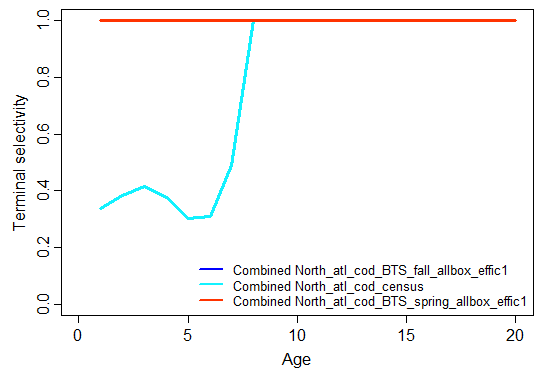 1.0
0.8
0.6
0.4
0.2
0.0
Terminal selectivity
Combined North_atl_cod_BTS_fall_allbox_effic1
Combined North_atl_cod_census
Combined North_atl_cod_BTS_spring_allbox_effic1
0 5 10 15 20
Age